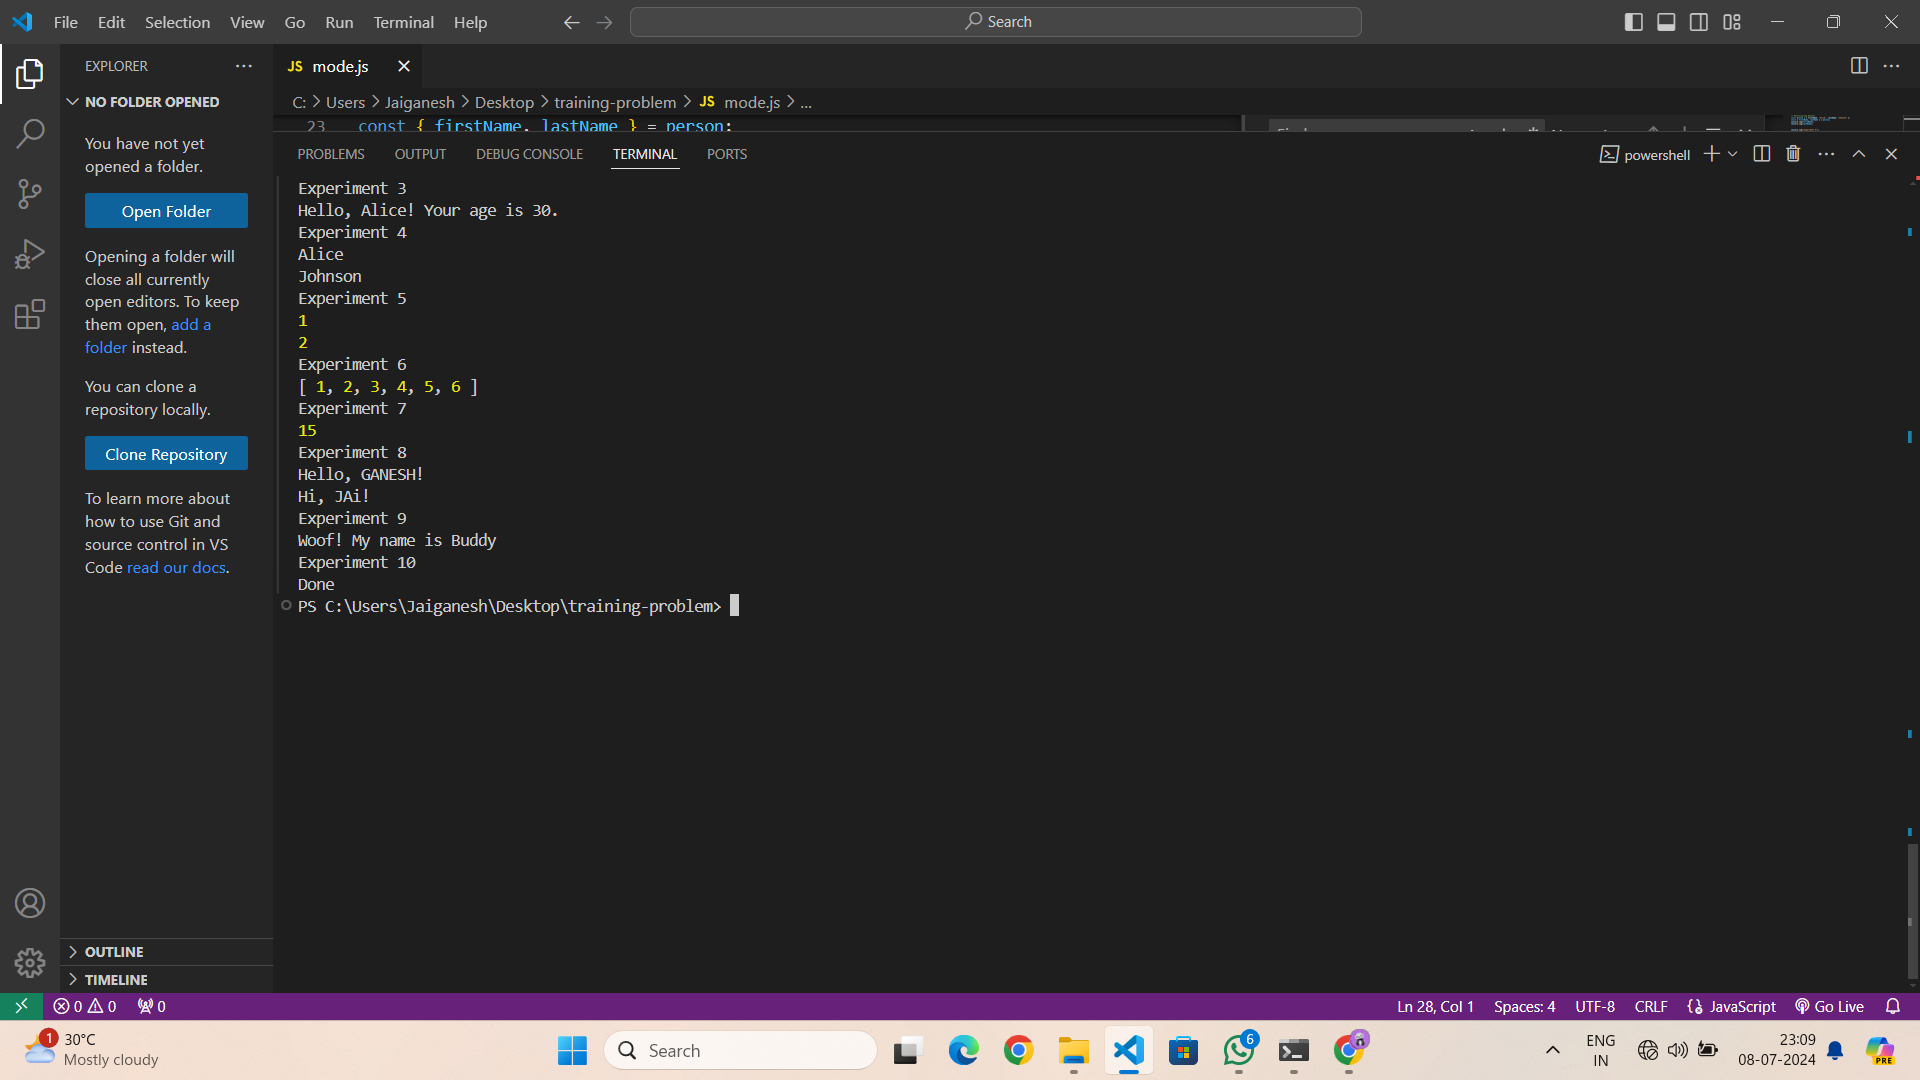 File Edit Selection View Go Run Terminal Help
Search
EXPLORER
JS mode.js
NO FOLDER OPENED
C: > Users > Jaiganesh > Desktop > training-problem > JS mode.js > ...
23 const { firstName, lastName } = person;
You have not yet
opened a folder.
Open Folder
Opening a folder will
close all currently
open editors. To keep
them open, add a
folder instead.
You can clone a
repository locally.
Clone Repository
To learn more about
how to use Git and
source control in VS
Code read our docs.
OUTLINE
TIMELINE
PROBLEMS OUTPUT DEBUG CONSOLE TERMINAL PORTS
powershell
Experiment 3
Hello, Alice! Your age is 30.
Experiment 4
Alice
Johnson
Experiment 5
1
2
Experiment 6
[ 1, 2, 3, 4, 5, 6 ]
Experiment 7
15
Experiment 8
Hello, GANESH!
Hi, JAi!
Experiment 9
Woof! My name is Buddy
Experiment 10
Done
PS C:\Users\Jaiganesh\Desktop\training-problem>
0 0 0
Ln 28, Col 1 Spaces: 4 UTF-8 CRLF JavaScript Go Live
1
30°C
Mostly cloudy
Search
6
ENG
IN
23:09
08-07-2024
PRE